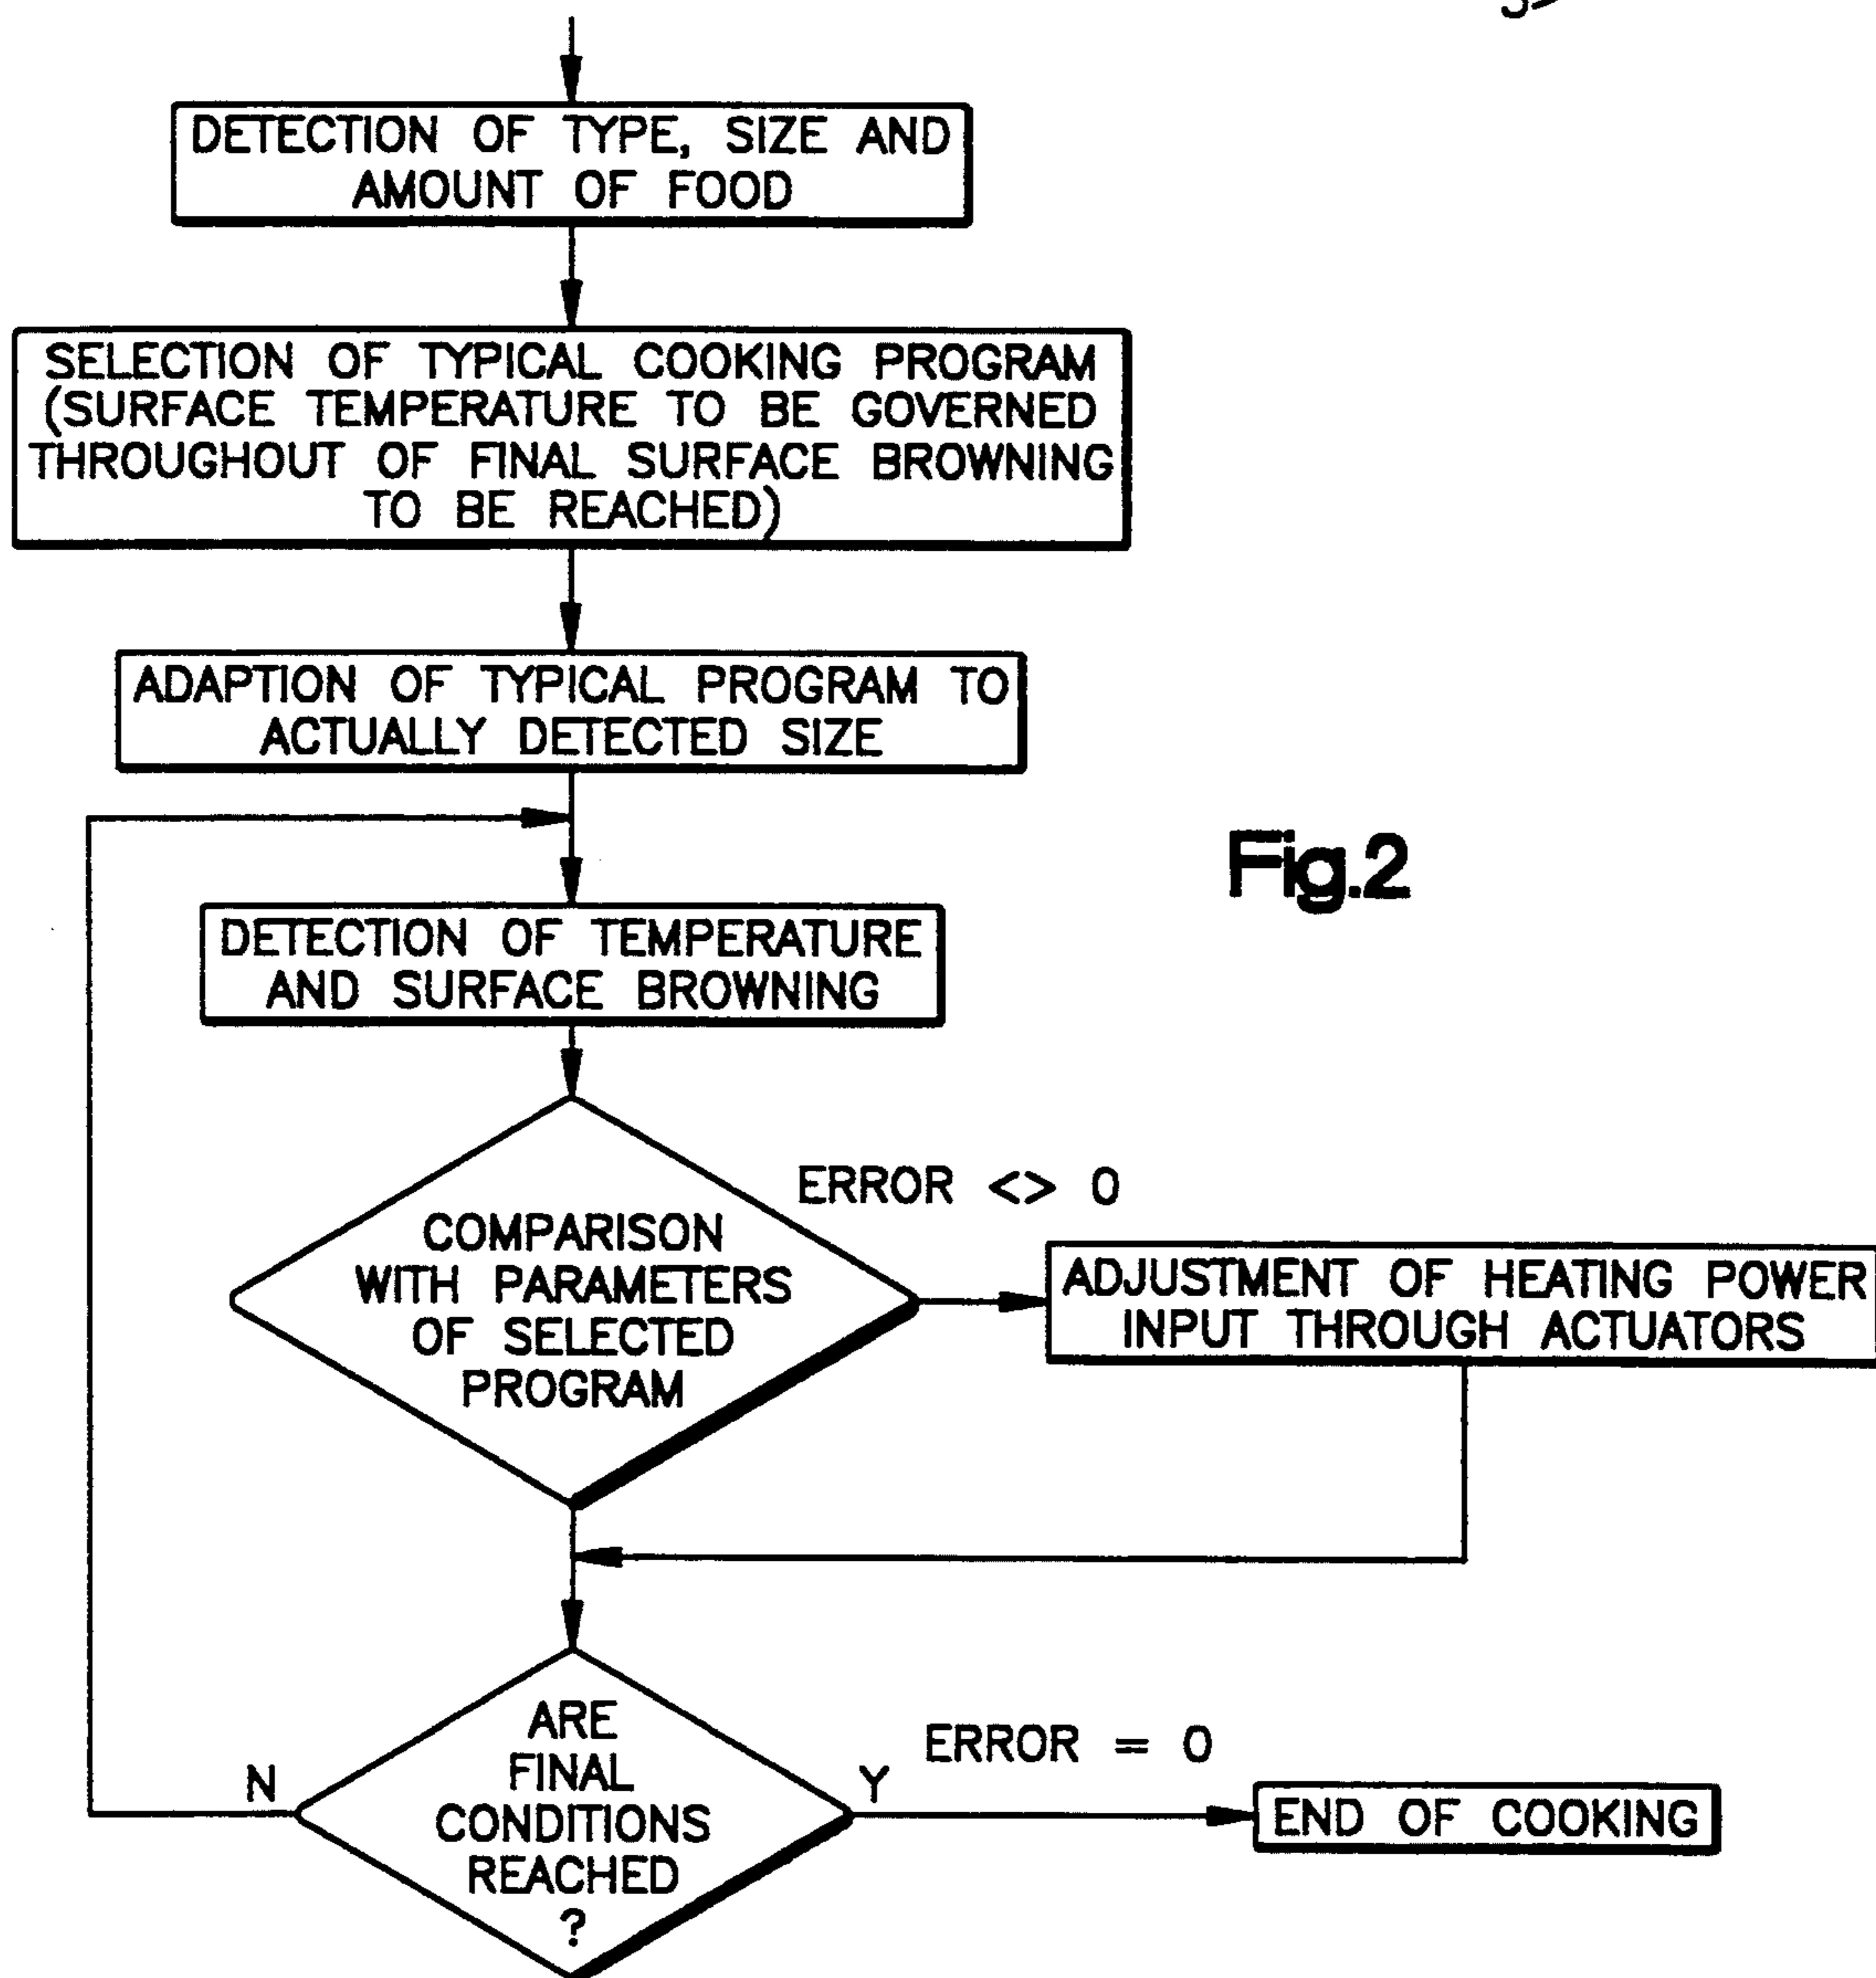 DETECTION OF TYPE, SIZE AND
AMOUNT OF FOOD
SELECTION OF TYPICAL COOKING PROGRAM
(SURFACE TEMPERATURE TO BE GOVERNED
THROUGHOUT OF FINAL SURFACE BROWNING
TO BE REACHED)
ADAPTION OF TYPICAL PROGRAM TO
ACTUALLY DETECTED SIZE
Fig.2
DETECTION OF TEMPERATURE
AND SURFACE BROWNING
ERROR <> 0
COMPARISON
WITH PARAMETERS
OF SELECTED
PROGRAM
ADJUSTMENT OF HEATING POWER
INPUT THROUGH ACTUATORS
ARE
FINAL
CONDITIONS
REACHED
?
N
Y
ERROR = 0
END OF COOKING